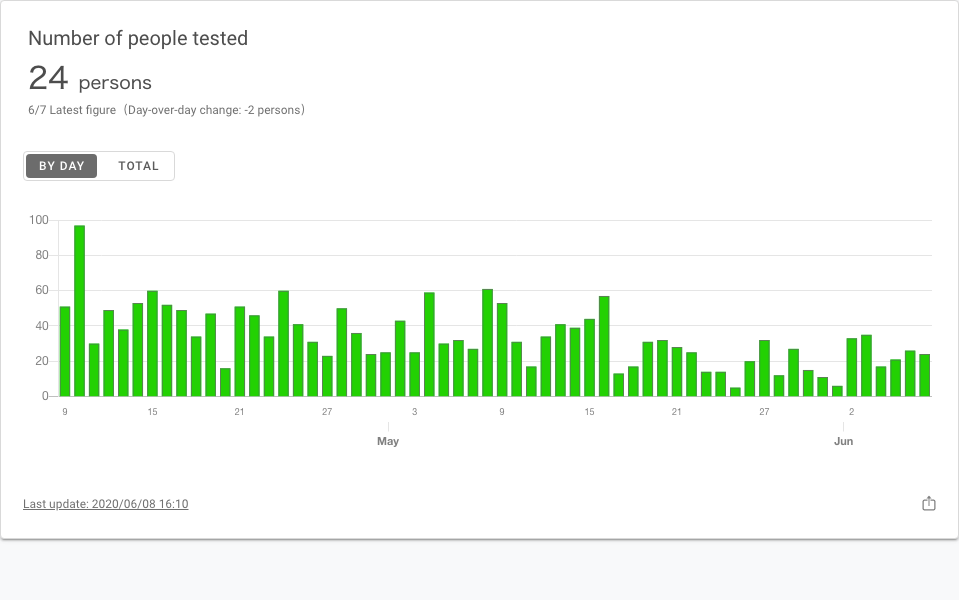 Number of people tested
24 persons
6/7 Latest figure（Day-over-day change: -2 persons）
BY DAY TOTAL
100
80
60
40
20
0
9 15 21 27 3 9 15 21 27 2
May Jun
Last update: 2020/06/08 16:10